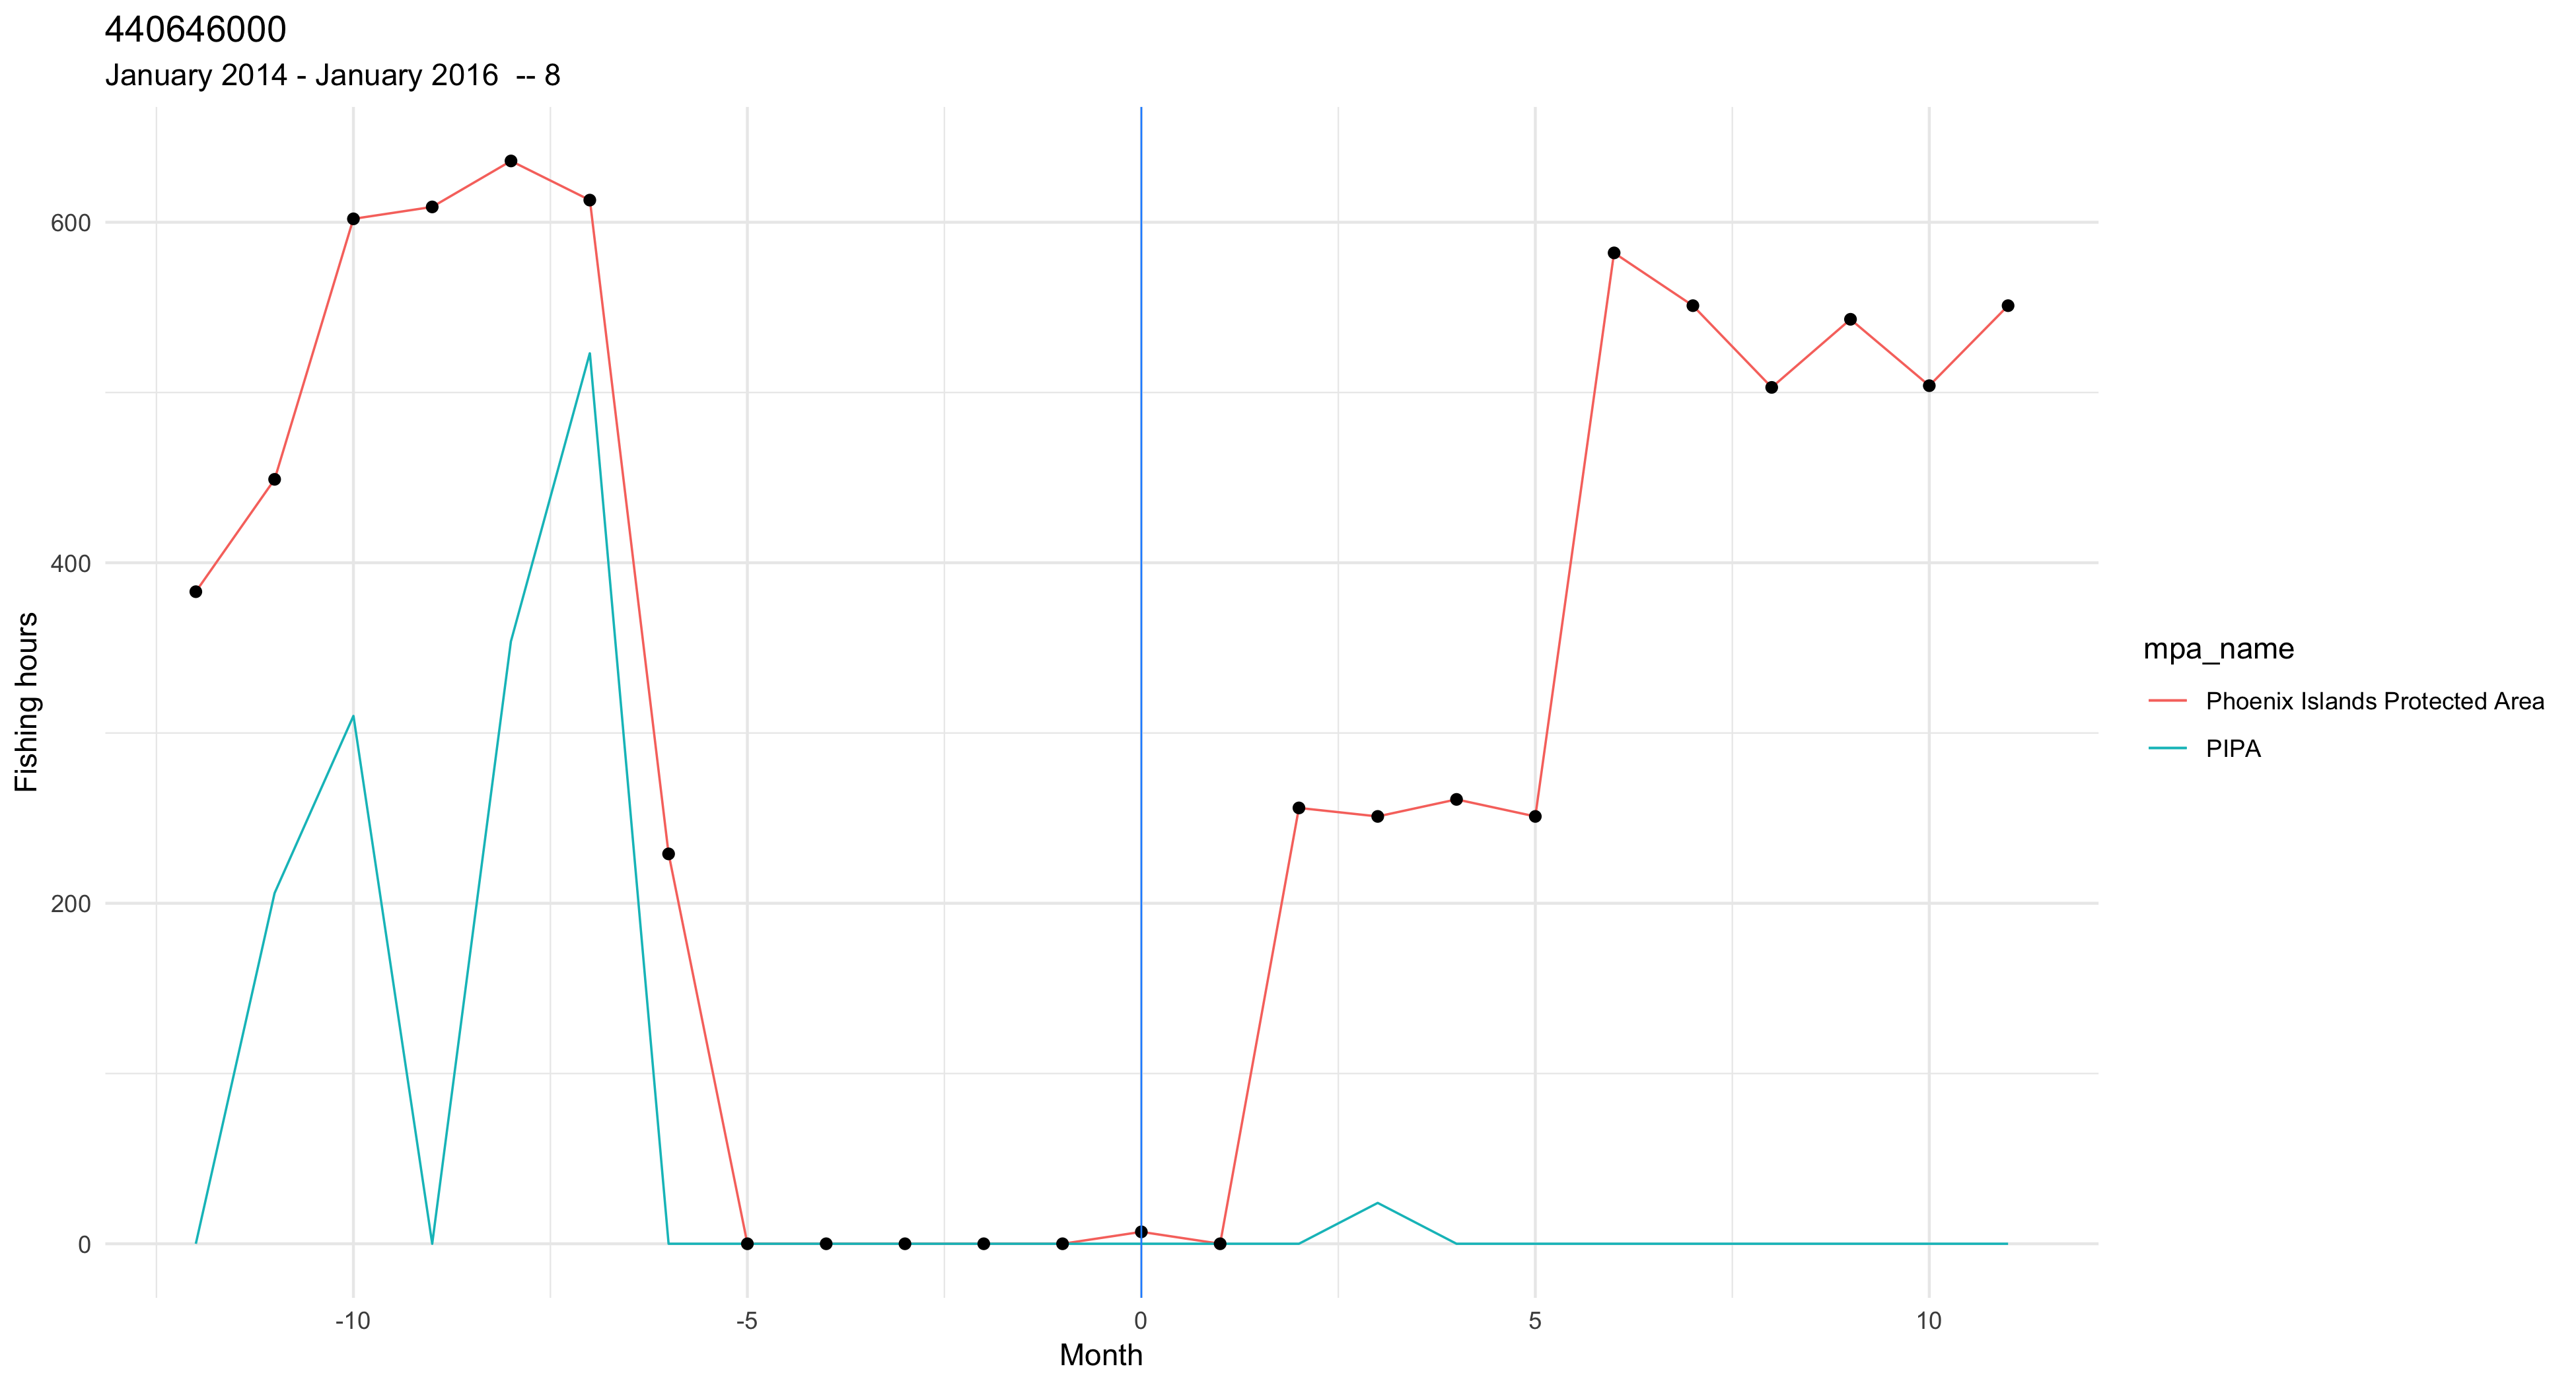 440646000
January 2014 - January 2016  -- 8
Fishing hours
600
400
200
0
-10
-5
0
5
10
Month
mpa_name
Phoenix Islands Protected Area
PIPA